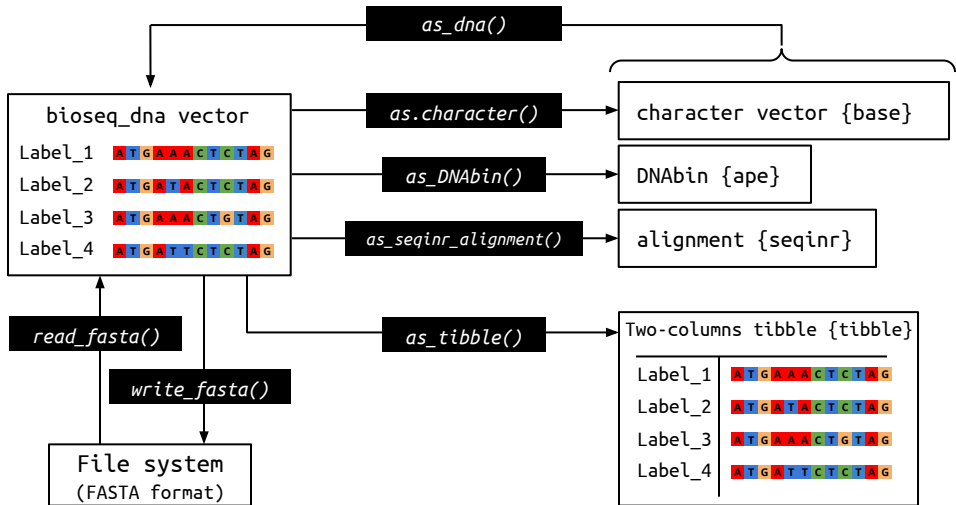 as_dna()
bioseq_dna vector
Label_1 ATGAAACTCTAG
Label_2 ATGATACTCTAG
Label_3 ATGAAACTGTAG
Label_4 ATGATTCTCTAG
as.character()
character vector {base}
as_DNAbin()
DNAbin {ape}
as_seqinr_alignment()
alignment {seqinr}
read_fasta()
write_fasta()
as_tibble()
File system
(FASTA format)
Two-columns tibble {tibble}
Label_1 ATGAAACTCTAG
Label_2 ATGATACTCTAG
Label_3 ATGAAACTGTAG
Label_4 ATGATTCTCTAG